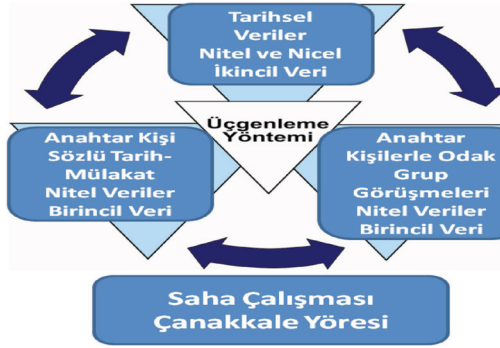 Tarihsel
Veriler
Nitel ve Nicel
İkincil Veri
Üçgenleme
Yöntemi
Anahtar Kişi
Sözlü Tarih-
Mülakat
Nitel Veriler
Birincil Veri
Anahtar
Kişilerle Odak
Grup
Görüşmeleri
Nitel Veriler
Birincil Veri
Saha Çalışması
Çanakkale Yöresi